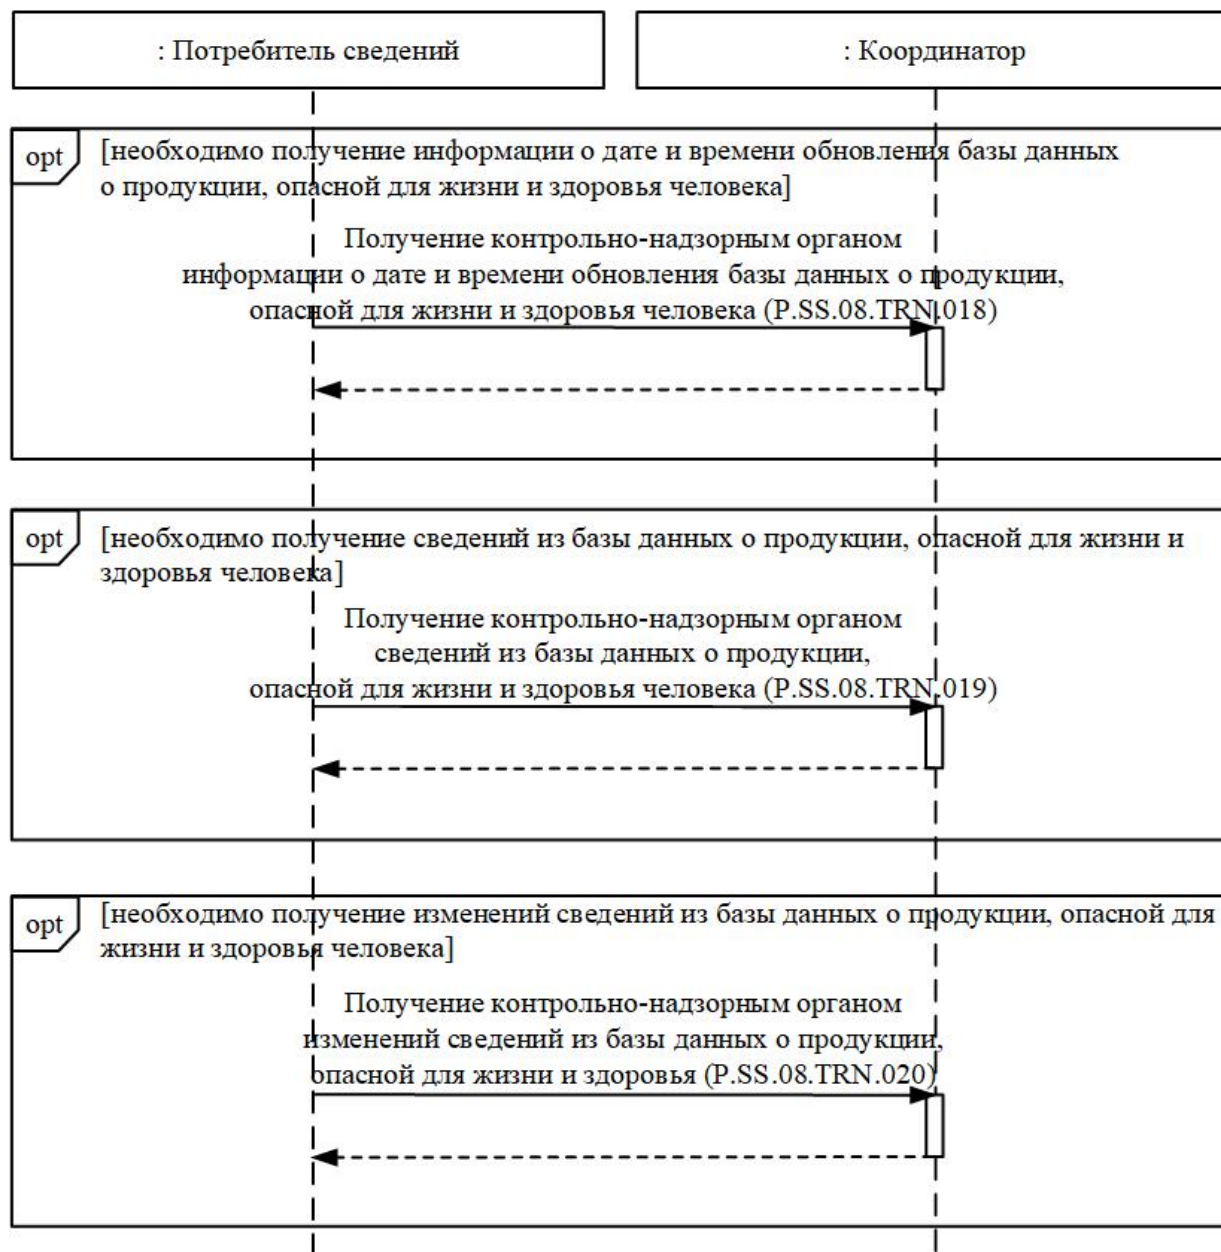 : Потребитель сведений
: Координатор
opt
[необходимо получение информации о дате и времени обновления базы данных
о продукции, опасной для жизни и здоровья человека]
Получение контрольно-надзорным органом
информации о дате и времени обновления базы данных о продукции,
опасной для жизни и здоровья человека (P.SS.08.TRN.018)
opt
[необходимо получение сведений из базы данных о продукции, опасной для жизни и
здоровья человека]
Получение контрольно-надзорным органом
сведений из базы данных о продукции,
опасной для жизни и здоровья человека (P.SS.08.TRN.019)
opt
[необходимо получение изменений сведений из базы данных о продукции, опасной для
жизни и здоровья человека]
Получение контрольно-надзорным органом
изменений сведений из базы данных о продукции,
опасной для жизни и здоровья (P.SS.08.TRN.020)